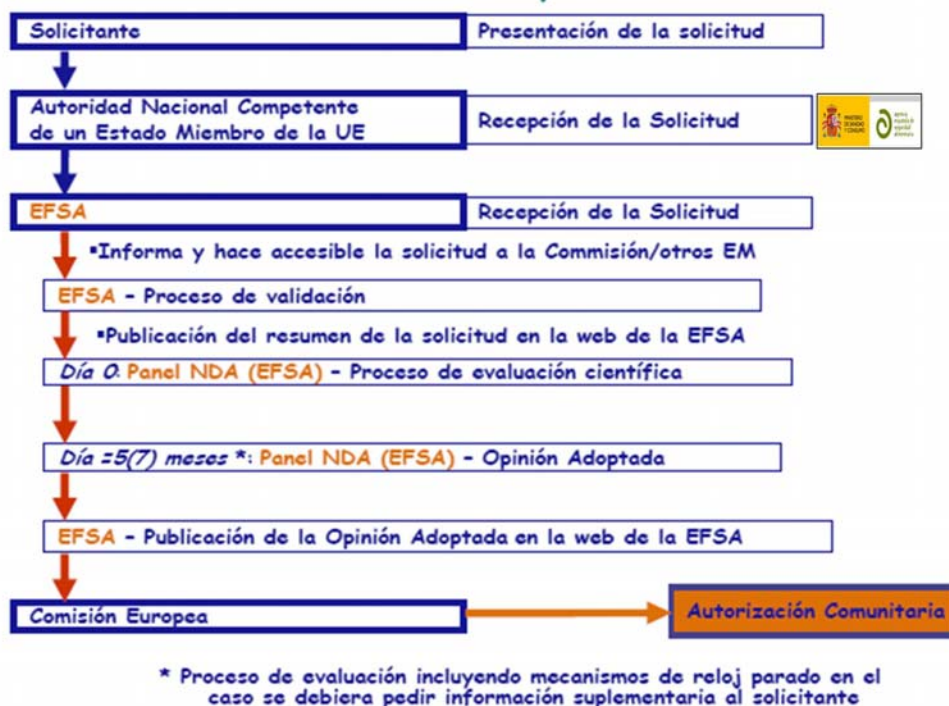 Solicitante
Presentación de la solicitud
Autoridad Nacional Competente
de un Estado Miembro de la UE
Recepción de la Solicitud
MINISTERIO
DE SANIDAD
Y CONSUMO
EFSA
Recepción de la Solicitud
▪Informa y hace accesible la solicitud a la Commisión/otros EM
EFSA – Proceso de validación
▪Publicación del resumen de la solicitud en la web de la EFSA
Día 0: Panel NDA (EFSA) – Proceso de evaluación científica
Día =5(7) meses *: Panel NDA (EFSA) – Opinión Adoptada
EFSA – Publicación de la Opinión Adoptada en la web de la EFSA
Comisión Europea
Autorización Comunitaria
* Proceso de evaluación incluyendo mecanismos de reloj parado en el
caso se debiera pedir información suplementaria al solicitante